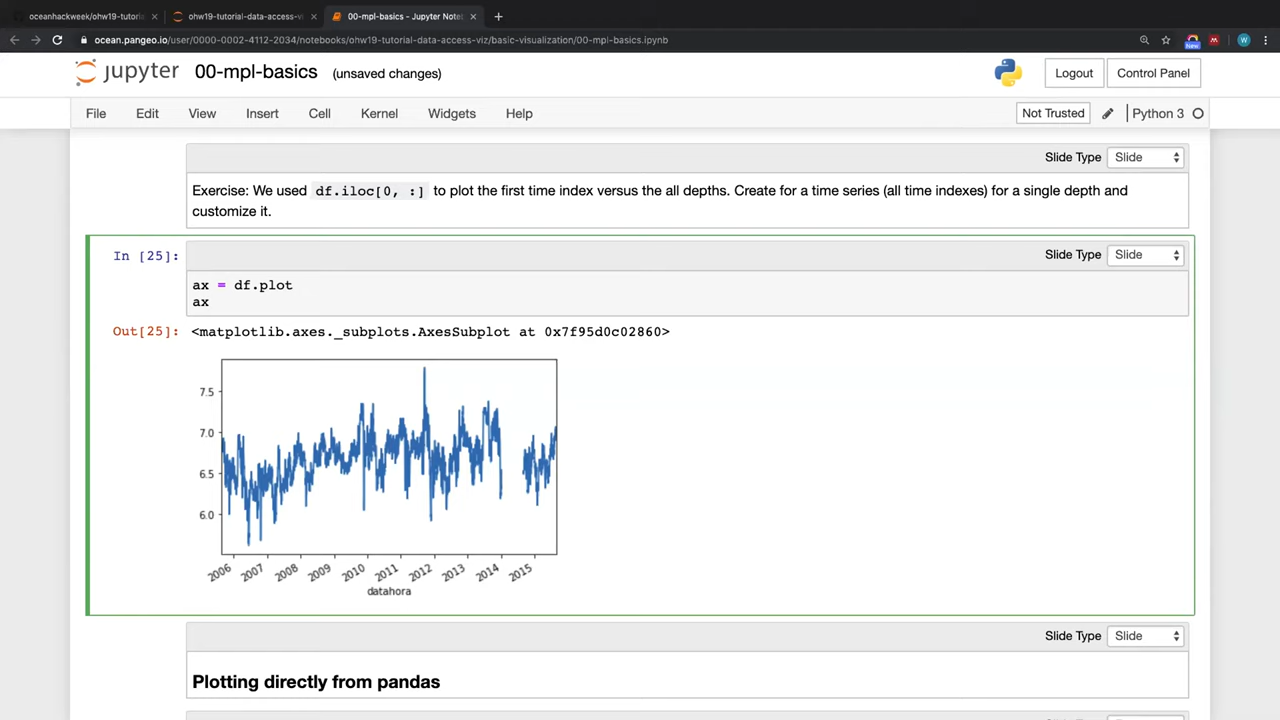 oceanhackweek/ohw19-tutori
ohw19-tutorial-data-access-vi
00-mpl-basics - Jupyter Note
ocean.pangeo.io/user/0000-0002-4112-2034/notebooks/ohw19-tutorial-data-access-viz/basic-visualization/00-mpl-basics.ipynb
New
W
jupyter 00-mpl-basics (unsaved changes)
Logout
Control Panel
File Edit View Insert Cell Kernel Widgets Help
Not Trusted
Python 3
Slide Type Slide
Exercise: We used df.iloc[0, :] to plot the first time index versus the all depths. Create for a time series (all time indexes) for a single depth and
customize it.
In [25]:
Slide Type Slide
ax = df.plot
ax
Out[25]: <matplotlib.axes._subplots.AxesSubplot at 0x7f95d0c02860>
7.5
7.0
6.5
6.0
2006 2007 2008 2009 2010 2011 2012 2013 2014 2015
datahora
Slide Type Slide
Plotting directly from pandas